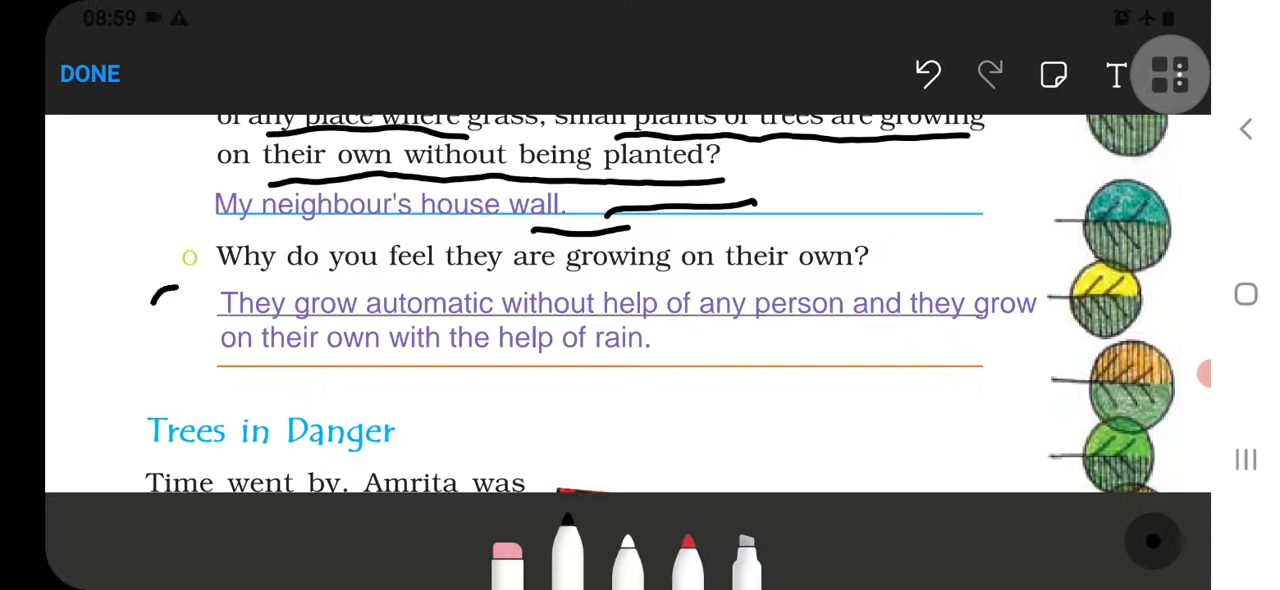 08:59
DONE
T
of any place where grass, small plants or trees are growing
on their own without being planted?
My neighbour's house wall.
Why do you feel they are growing on their own?
They grow automatic without help of any person and they grow
on their own with the help of rain.
Trees in Danger
Time went by. Amrita was